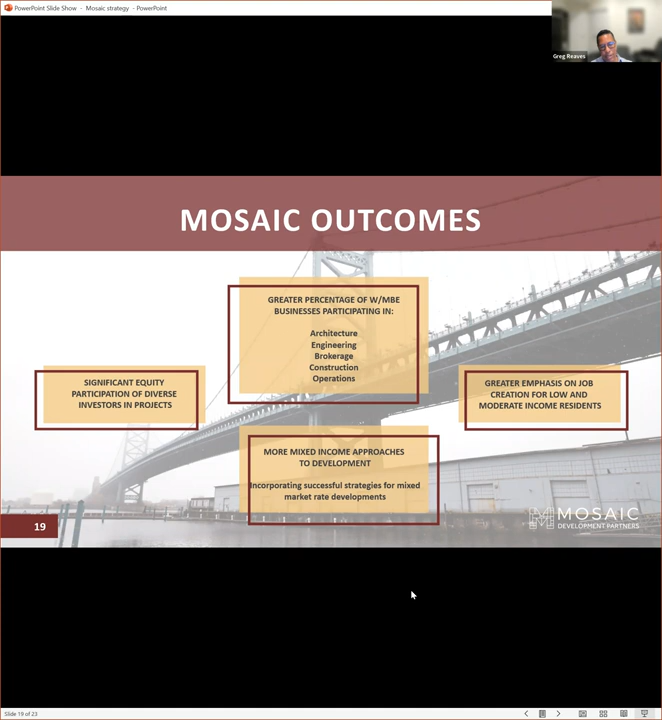 PowerPoint Slide Show - Mosaic strategy - PowerPoint
Greg Reaves
MOSAIC OUTCOMES
GREATER PERCENTAGE OF W/MBE
BUSINESSES PARTICIPATING IN:
Architecture
Engineering
Brokerage
Construction
Operations
SIGNIFICANT EQUITY
PARTICIPATION OF DIVERSE
INVESTORS IN PROJECTS
GREATER EMPHASIS ON JOB
CREATION FOR LOW AND
MODERATE INCOME RESIDENTS
MORE MIXED INCOME APPROACHES
TO DEVELOPMENT
Incorporating successful strategies for mixed
market rate developments
19
MOSAIC
DEVELOPMENT PARTNERS
Slide 19 of 23